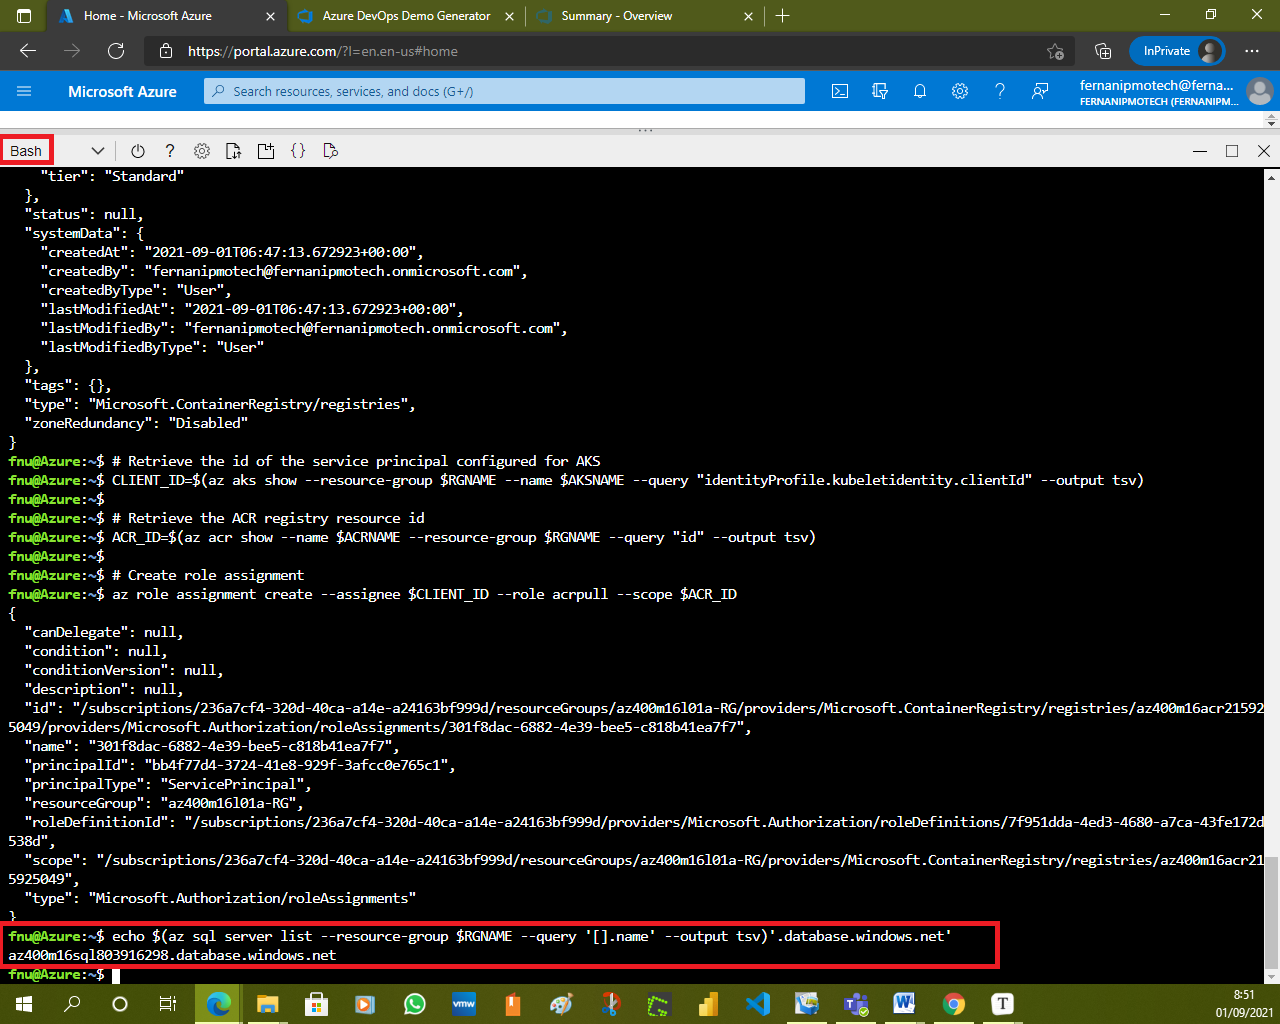 Home - Microsoft Azure
Azure DevOps Demo Generator
Summary - Overview
https://portal.azure.com/?l=en.en-us#home
InPrivate
Microsoft Azure
Search resources, services, and docs (G+/)
fernanipmotech@ferna...
FERNANIPMOTECH (FERNANIPM...
Bash
"tier": "Standard"
},
"status": null,
"systemData": {
"createdAt": "2021-09-01T06:47:13.672923+00:00",
"createdBy": "fernanipmotech@fernanipmotech.onmicrosoft.com",
"createdByType": "User",
"lastModifiedAt": "2021-09-01T06:47:13.672923+00:00",
"lastModifiedBy": "fernanipmotech@fernanipmotech.onmicrosoft.com",
"lastModifiedByType": "User"
},
"tags": {},
"type": "Microsoft.ContainerRegistry/registries",
"zoneRedundancy": "Disabled"
}
fnu@Azure:~$ # Retrieve the id of the service principal configured for AKS
fnu@Azure:~$ CLIENT_ID=$(az aks show --resource-group $RGNAME --name $AKSNAME --query "identityProfile.kubeletidentity.clientId" --output tsv)
fnu@Azure:~$
fnu@Azure:~$ # Retrieve the ACR registry resource id
fnu@Azure:~$ ACR_ID=$(az acr show --name $ACRNAME --resource-group $RGNAME --query "id" --output tsv)
fnu@Azure:~$
fnu@Azure:~$ # Create role assignment
fnu@Azure:~$ az role assignment create --assignee $CLIENT_ID --role acrpull --scope $ACR_ID
{
"canDelegate": null,
"condition": null,
"conditionVersion": null,
"description": null,
"id": "/subscriptions/236a7cf4-320d-40ca-a14e-a24163bf999d/resourceGroups/az400m16l01a-RG/providers/Microsoft.ContainerRegistry/registries/az400m16acr21592
5049/providers/Microsoft.Authorization/roleAssignments/301f8dac-6882-4e39-bee5-c818b41ea7f7",
"name": "301f8dac-6882-4e39-bee5-c818b41ea7f7",
"principalId": "bb4f77d4-3724-41e8-929f-3afcc0e765c1",
"principalType": "ServicePrincipal",
"resourceGroup": "az400m16l01a-RG",
"roleDefinitionId": "/subscriptions/236a7cf4-320d-40ca-a14e-a24163bf999d/providers/Microsoft.Authorization/roleDefinitions/7f951dda-4ed3-4680-a7ca-43fe172d
538d",
"scope": "/subscriptions/236a7cf4-320d-40ca-a14e-a24163bf999d/resourceGroups/az400m16l01a-RG/providers/Microsoft.ContainerRegistry/registries/az400m16acr21
5925049",
"type": "Microsoft.Authorization/roleAssignments"
}
fnu@Azure:~$ echo $(az sql server list --resource-group $RGNAME --query '[].name' --output tsv)'.database.windows.net'
az400m16sql803916298.database.windows.net
fnu@Azure:~$
8:51
01/09/2021